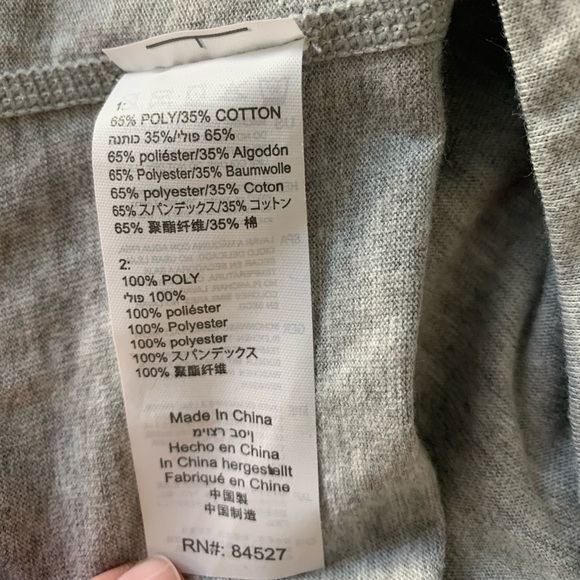 1:
65% POLY/35% COTTON
65% פולי/35% כותנה
65% poliéster/35% Algodón
65% Polyester/35% Baumwolle
65% polyester/35% Coton
65% スパンデックス/35% コットン
65% 聚酯纤维/35% 棉
2:
100% POLY
100% פולי
100% poliéster
100% Polyester
100% polyester
100% スパンデックス
100% 聚酯纤维
Made In China
מיוצר בסין
Hecho en China
In China hergestellt
Fabriqué en Chine
中国製
中国制造
RN#: 84527